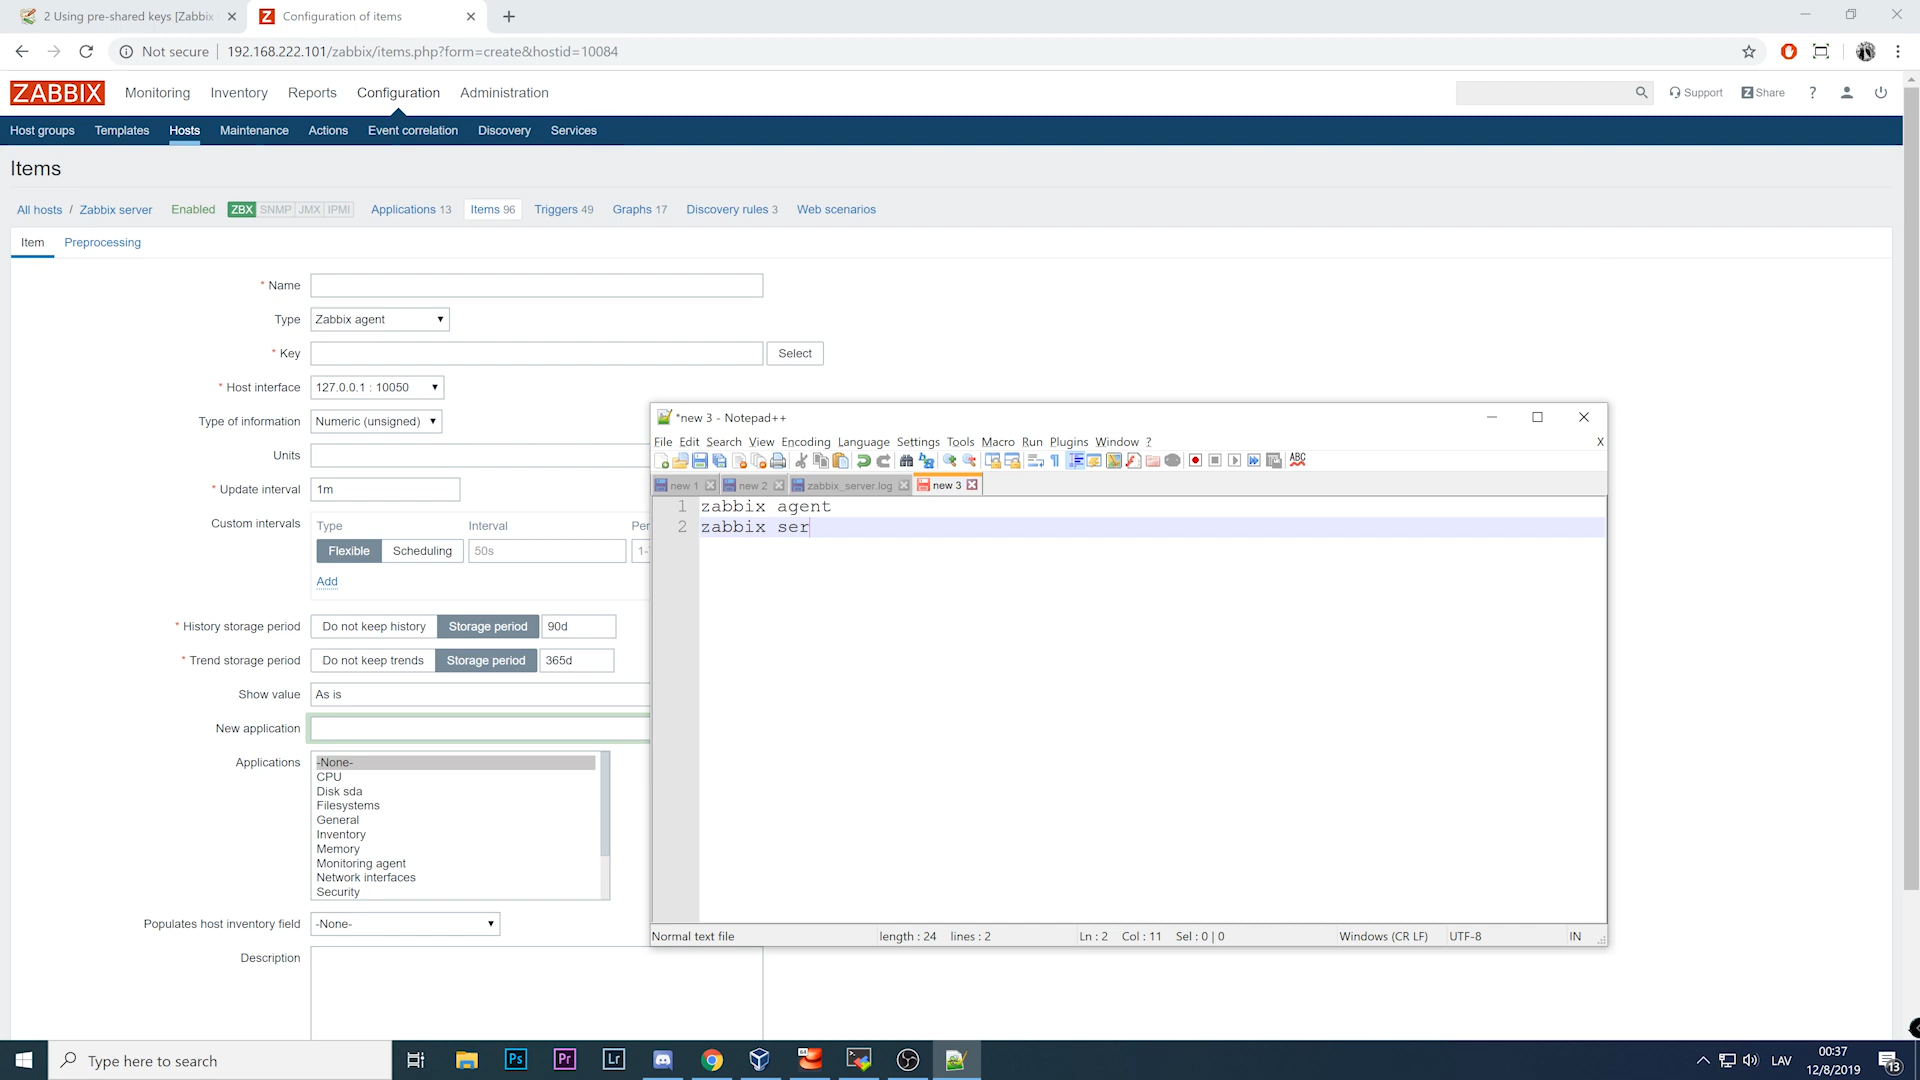 2 Using pre-shared keys [Zabbix
Configuration of items
Not secure
192.168.222.101/zabbix/items.php?form=create&hostid=10084
ZABBIX
Monitoring Inventory Reports Configuration Administration
Support Z Share ?
Host groups Templates Hosts Maintenance Actions Event correlation Discovery Services
Items
All hosts / Zabbix server Enabled ZBX SNMP JMX IPMI Applications 13 Items 96 Triggers 49 Graphs 17 Discovery rules 3 Web scenarios
Item Preprocessing
* Name
Type Zabbix agent
* Key Select
* Host interface 127.0.0.1 : 10050
Type of information Numeric (unsigned)
Units
* Update interval 1m
Custom intervals Type Interval Per
Flexible Scheduling 50s 1-
Add
* History storage period Do not keep history Storage period 90d
* Trend storage period Do not keep trends Storage period 365d
Show value As is
New application
Applications -None-
CPU
Disk sda
Filesystems
General
Inventory
Memory
Monitoring agent
Network interfaces
Security
Populates host inventory field -None-
Description
*new 3 - Notepad++
File Edit Search View Encoding Language Settings Tools Macro Run Plugins Window ? X
ABC
new 1 new 2 zabbix_server.log new 3
1 zabbix agent
2 zabbix ser
Normal text file length : 24 lines : 2 Ln : 2 Col : 11 Sel : 0 | 0 Windows (CR LF) UTF-8 IN
Type here to search
Ps Pr Lr
LAV
00:37
12/8/2019
13